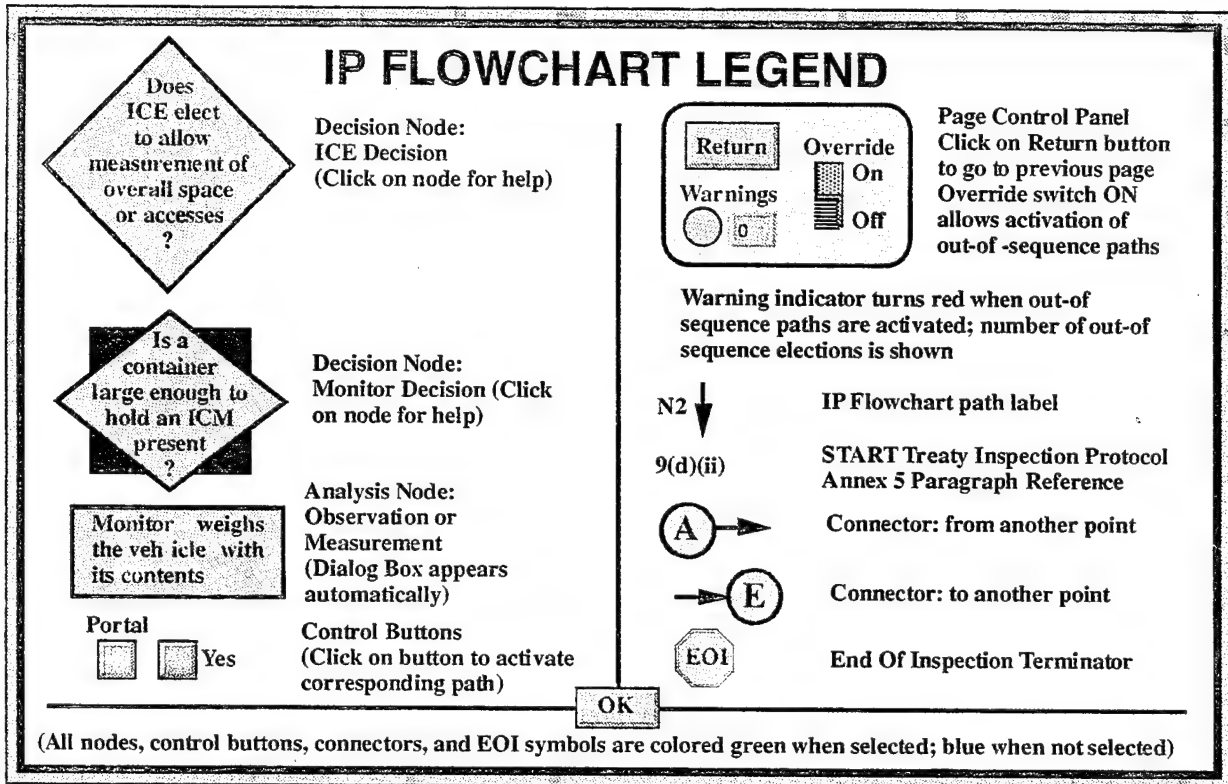 IP FLOWCHART LEGEND
Does
ICE elect
to allow
measurement of
overall space
or accesses
?
Decision Node:
ICE Decision
(Click on node for help)
Is a
container
large enough to
hold an ICM
present
?
Decision Node:
Monitor Decision (Click
on node for help)
Monitor weighs
the veh icle with
its contents
Analysis Node:
Observation or
Measurement
(Dialog Box appears
automatically)
Portal
Yes
Control Buttons
(Click on button to activate
corresponding path)
Return
Override
On
Off
Warnings
0
Page Control Panel
Click on Return button
to go to previous page
Override switch ON
allows activation of
out-of -sequence paths
Warning indicator turns red when out-of
sequence paths are activated; number of out-of
sequence elections is shown
N2
IP Flowchart path label
9(d)(ii)
START Treaty Inspection Protocol
Annex 5 Paragraph Reference
A
Connector: from another point
E
Connector: to another point
EOI
End Of Inspection Terminator
OK
(All nodes, control buttons, connectors, and EOI symbols are colored green when selected; blue when not selected)